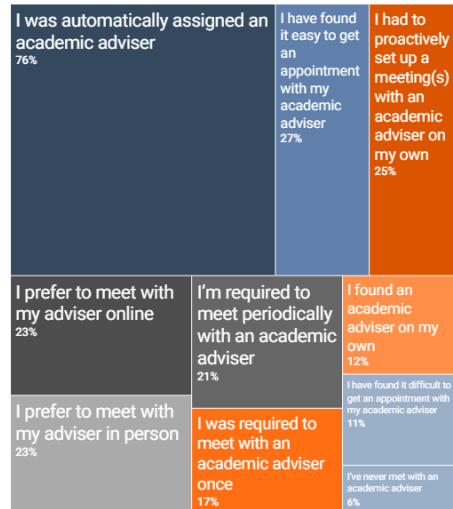 I was automatically assigned an
academic adviser
76%
I have found
it easy to get
an
appointment
with my
academic
adviser
27%
I had to
proactively
set up a
meeting(s)
with an
academic
adviser on
my own
25%
I prefer to meet with
my adviser online
23%
I'm required to
meet periodically
with an academic
adviser
21%
I found an
academic
adviser on my
own
12%
I have found it difficult to
get an appointment with
my academic adviser
11%
I prefer to meet with
my adviser in person
23%
I was required to
meet with an
academic adviser
once
17%
I've never met with an
academic adviser
6%